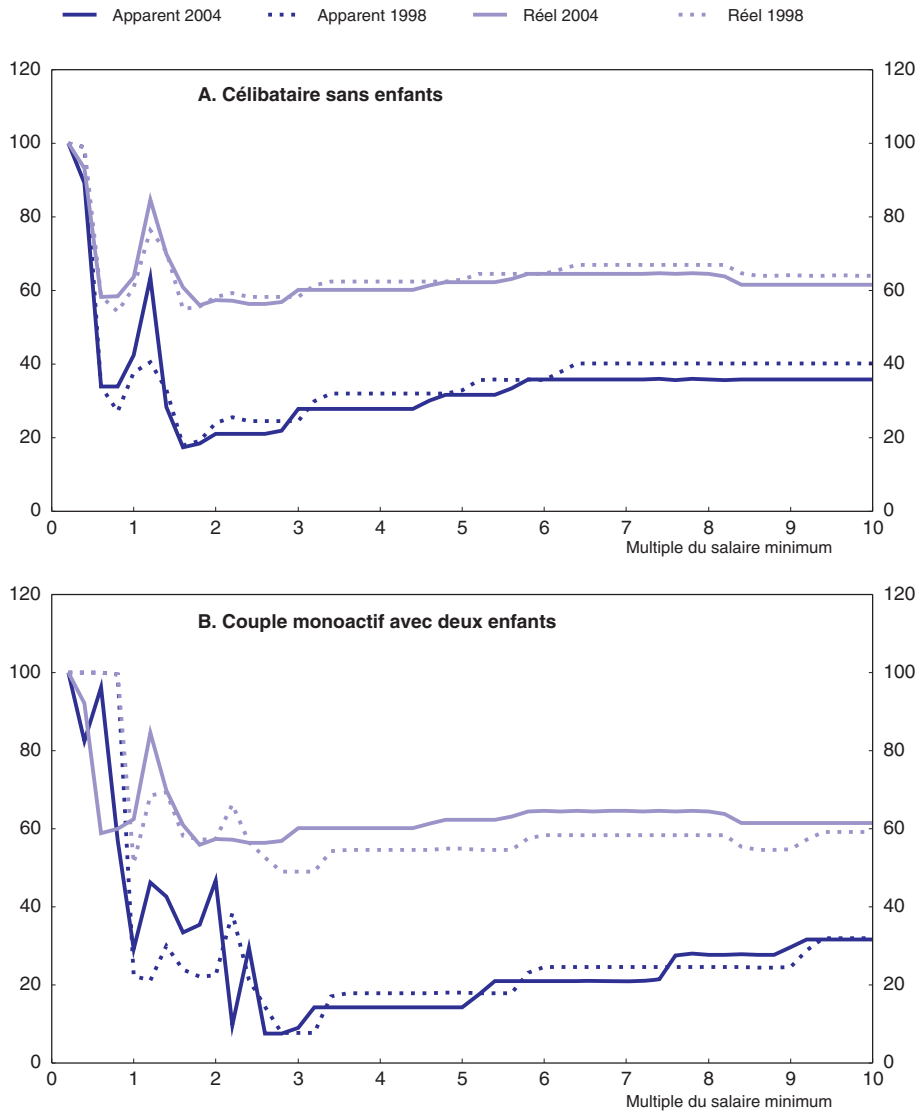 Apparent 2004 Apparent 1998 Réel 2004 Réel 1998
120 120
A. Célibataire sans enfants
100 100
80 80
60 60
40 40
20 20
0 0
0 1 2 3 4 5 6 7 8 9 10
Multiple du salaire minimum
120 120
B. Couple monoactif avec deux enfants
100 100
80 80
60 60
40 40
20 20
0 0
0 1 2 3 4 5 6 7 8 9 10
Multiple du salaire minimum